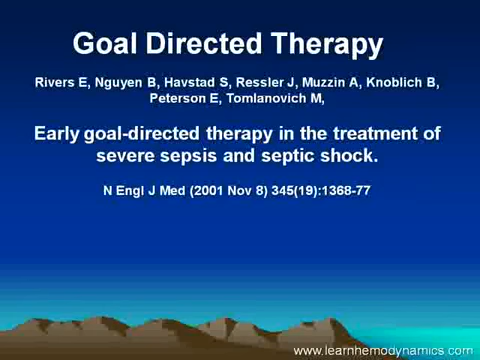 Goal Directed Therapy
Rivers E, Nguyen B, Havstad S, Ressler J, Muzzin A, Knoblich B,
Peterson E, Tomlanovich M,
Early goal-directed therapy in the treatment of
severe sepsis and septic shock.
N Engl J Med (2001 Nov 8) 345(19):1368-77
www.learnhemodynamics.com